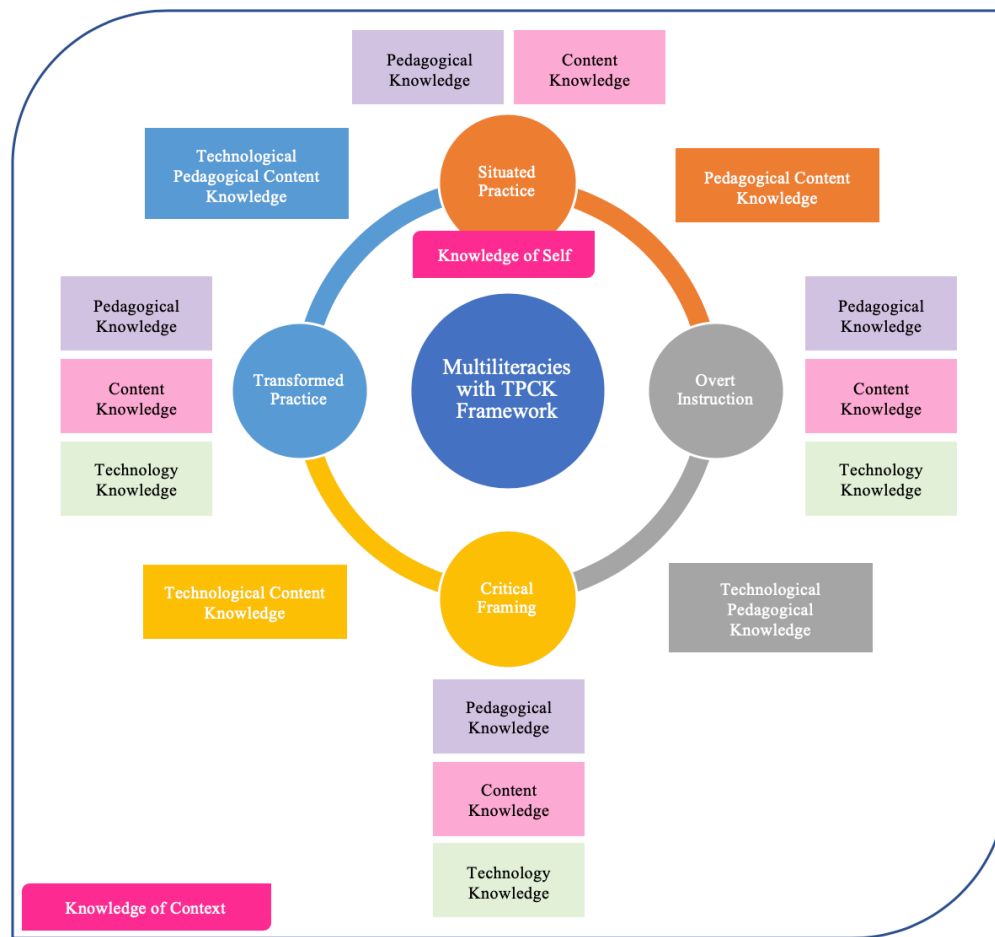 Pedagogical
Knowledge
Content
Knowledge
Technological
Pedagogical Content
Knowledge
Situated
Practice
Pedagogical Content
Knowledge
Knowledge of Self
Pedagogical
Knowledge
Content
Knowledge
Technology
Knowledge
Transformed
Practice
Multiliteracies
with TPCK
Framework
Overt
Instruction
Pedagogical
Knowledge
Content
Knowledge
Technology
Knowledge
Technological Content
Knowledge
Critical
Framing
Technological
Pedagogical
Knowledge
Pedagogical
Knowledge
Content
Knowledge
Technology
Knowledge
Knowledge of Context